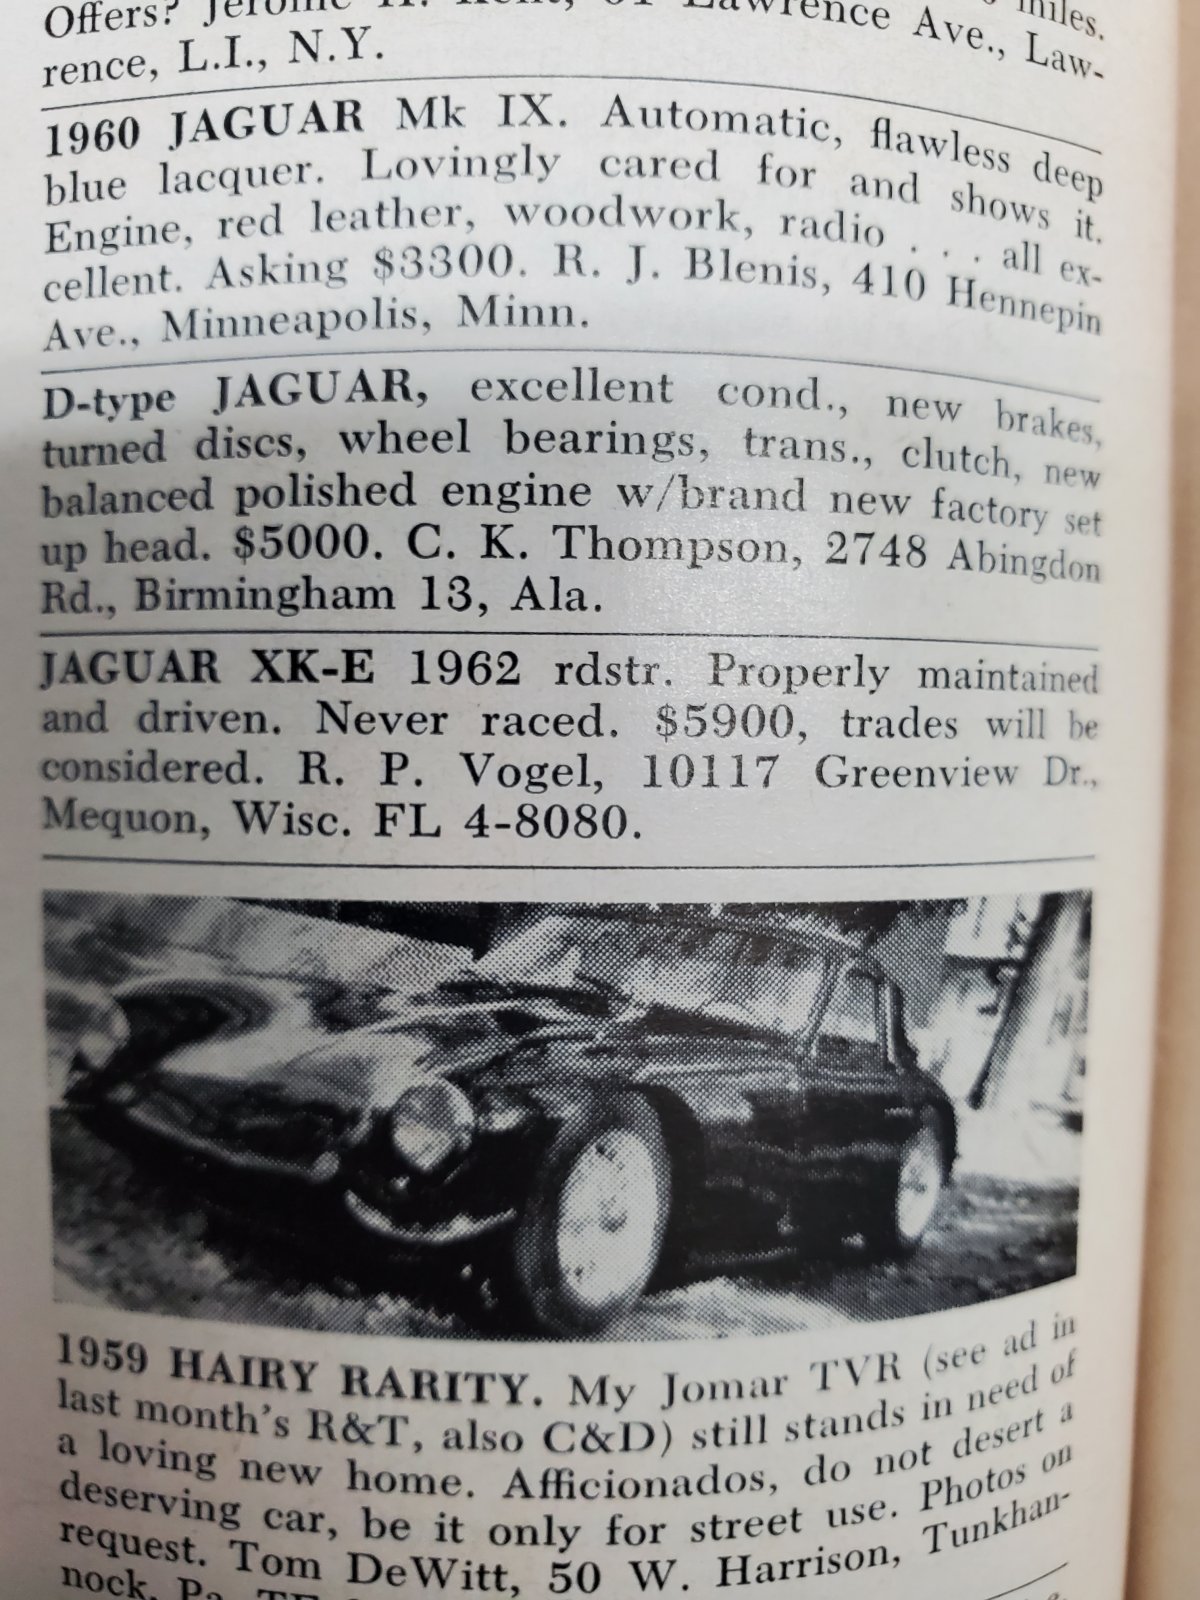 Offers? Jerome H. Kent, Lawrence Ave., Law-
miles.
rence, L.I., N.Y.
1960 JAGUAR Mk IX. Automatic, flawless deep
blue lacquer. Lovingly cared for and shows it.
Engine, red leather, woodwork, radio . . . all ex-
cellent. Asking $3300. R. J. Blenis, 410 Hennepin
Ave., Minneapolis, Minn.
D-type JAGUAR, excellent cond., new brakes,
turned discs, wheel bearings, trans., clutch, new
balanced polished engine w/brand new factory set
up head. $5000. C. K. Thompson, 2748 Abingdon
Rd., Birmingham 13, Ala.
JAGUAR XK-E 1962 rdstr. Properly maintained
and driven. Never raced. $5900, trades will be
considered. R. P. Vogel, 10117 Greenview Dr.,
Mequon, Wisc. FL 4-8080.
1959 HAIRY RARITY. My Jomar TVR (see ad in
last month's R&T, also C&D) still stands in need of
a loving new home. Afficionados, do not desert a
deserving car, be it only for street use. Photos on
request. Tom DeWitt, 50 W. Harrison, Tunkhan-
nock, Pa.